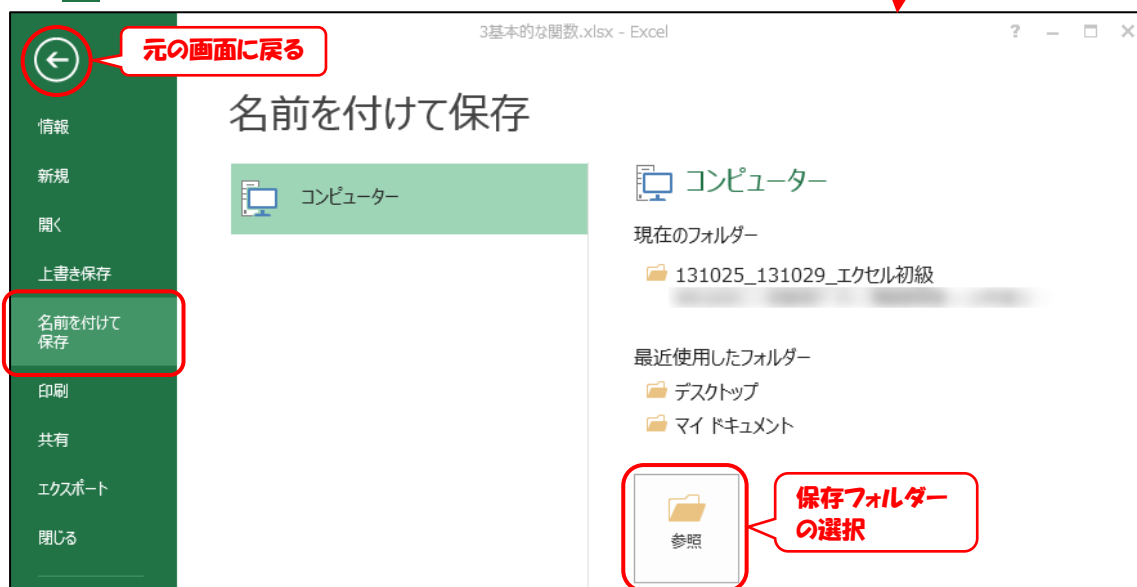 3基本的な関数.xlsx - Excel
?
元の画面に戻る
名前を付けて保存
情報
新規
開く
上書き保存
名前を付けて
保存
印刷
共有
エクスポート
閉じる
コンピューター
コンピューター
現在のフォルダー
131025_131029_エクセル初級
最近使用したフォルダー
デスクトップ
マイ ドキュメント
参照
保存フォルダー
の選択